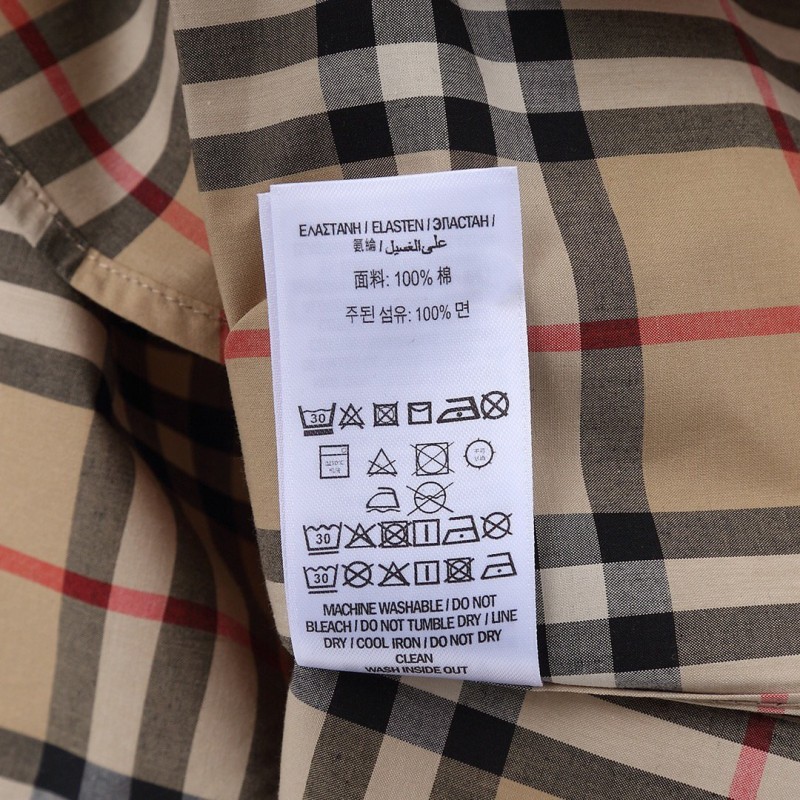 ΕΛΑΣΤΑΝΗ / ELASTEN / ЭПАСТАН /
氨綸 / على الغسيل
面料: 100% 棉
주된 섬유: 100% 면
30
30
30
MACHINE WASHABLE / DO NOT
BLEACH / DO NOT TUMBLE DRY / LINE
DRY / COOL IRON / DO NOT DRY
CLEAN
WASH INSIDE OUT